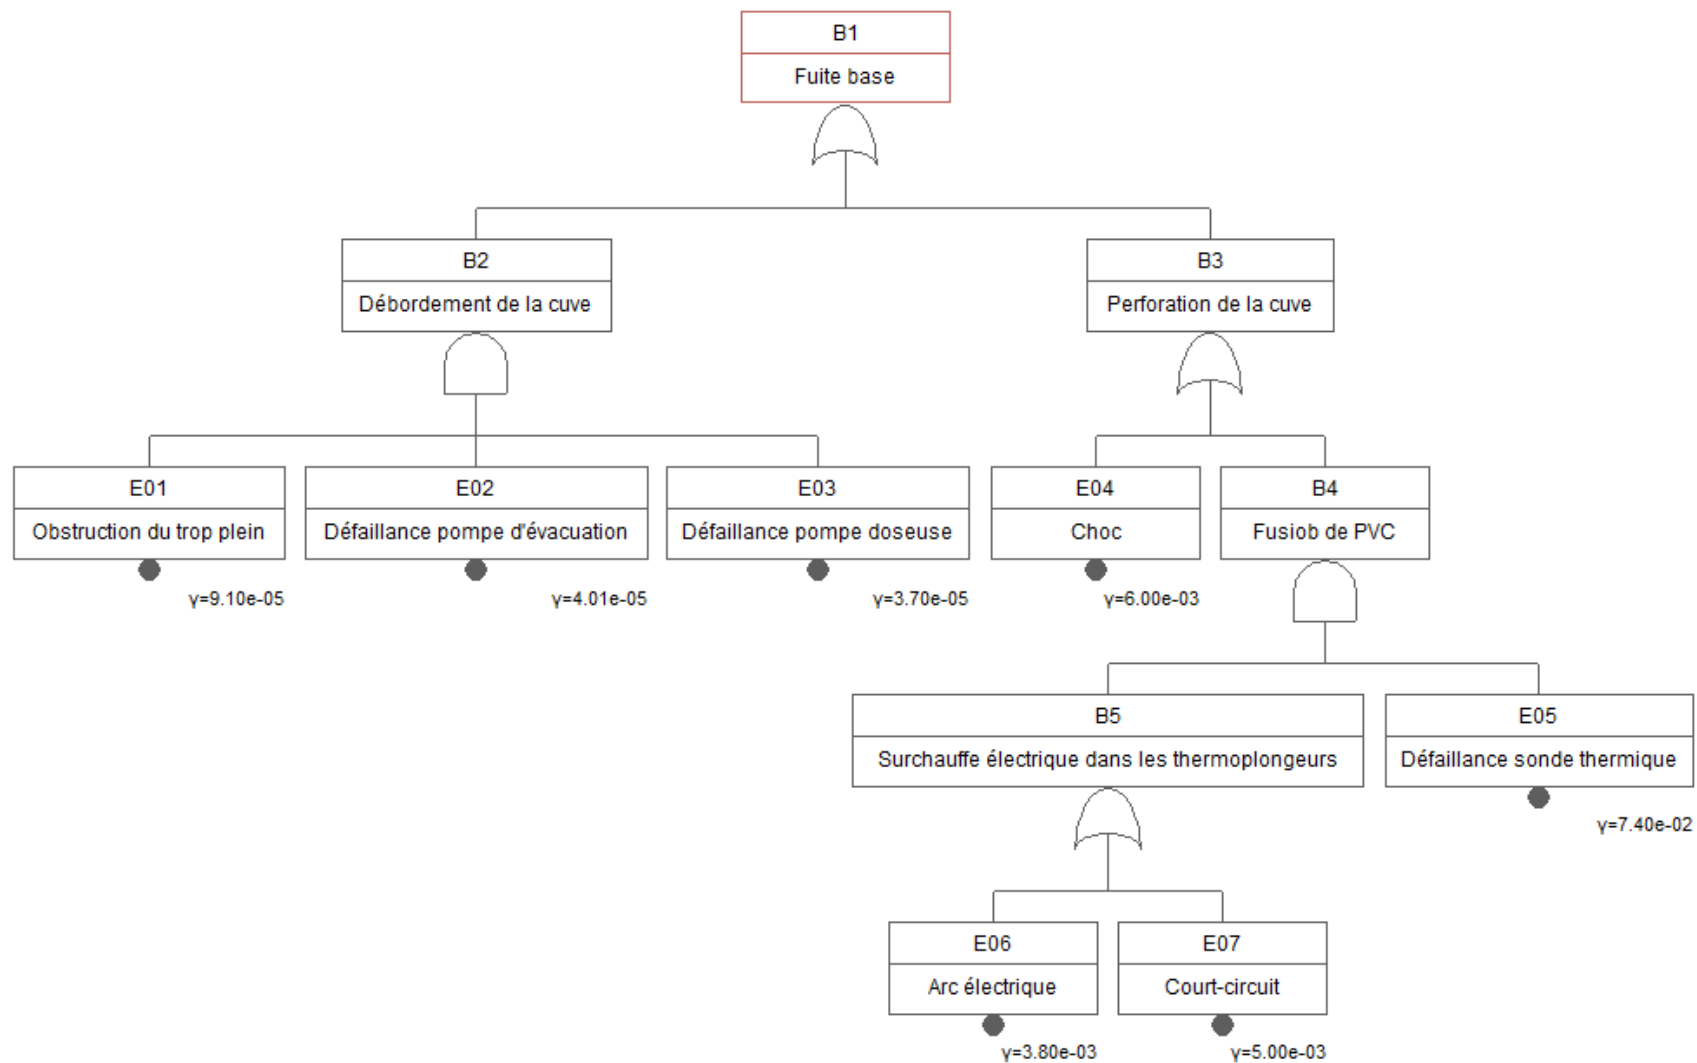 B1
Fuite base
B2
Débordement de la cuve
B3
Perforation de la cuve
E01
Obstruction du trop plein
γ=9.10e-05
E02
Défaillance pompe d'évacuation
γ=4.01e-05
E03
Défaillance pompe doseuse
γ=3.70e-05
E04
Choc
γ=6.00e-03
B4
Fusiob de PVC
B5
Surchauffe électrique dans les thermoplongeurs
E05
Défaillance sonde thermique
γ=7.40e-02
E06
Arc électrique
γ=3.80e-03
E07
Court-circuit
γ=5.00e-03